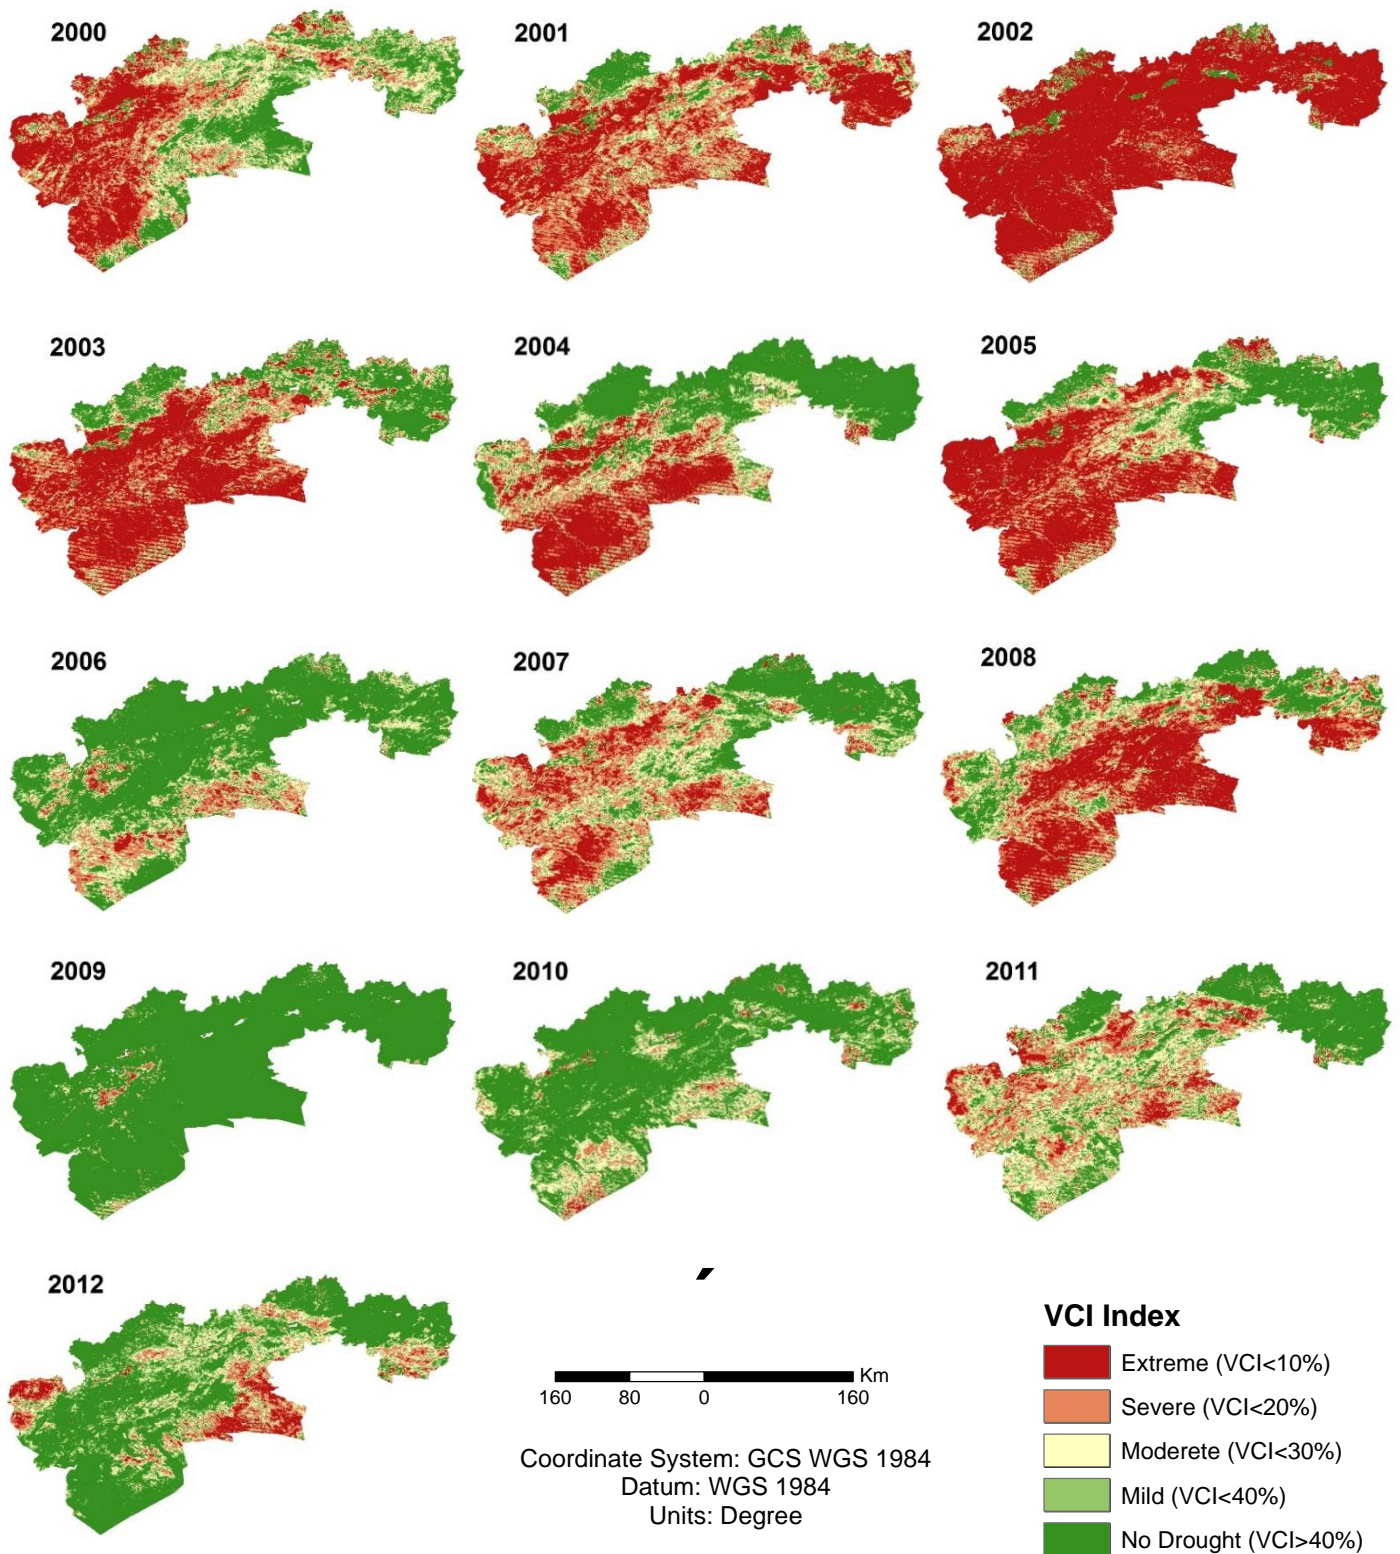 2000
2001
2002
2003
2004
2005
2006
2007
2008
2009
2010
2011
2012
Km
160 80 0 160
Coordinate System: GCS WGS 1984
Datum: WGS 1984
Units: Degree
VCI Index
Extreme (VCI<10%)
Severe (VCI<20%)
Moderete (VCI<30%)
Mild (VCI<40%)
No Drought (VCI>40%)